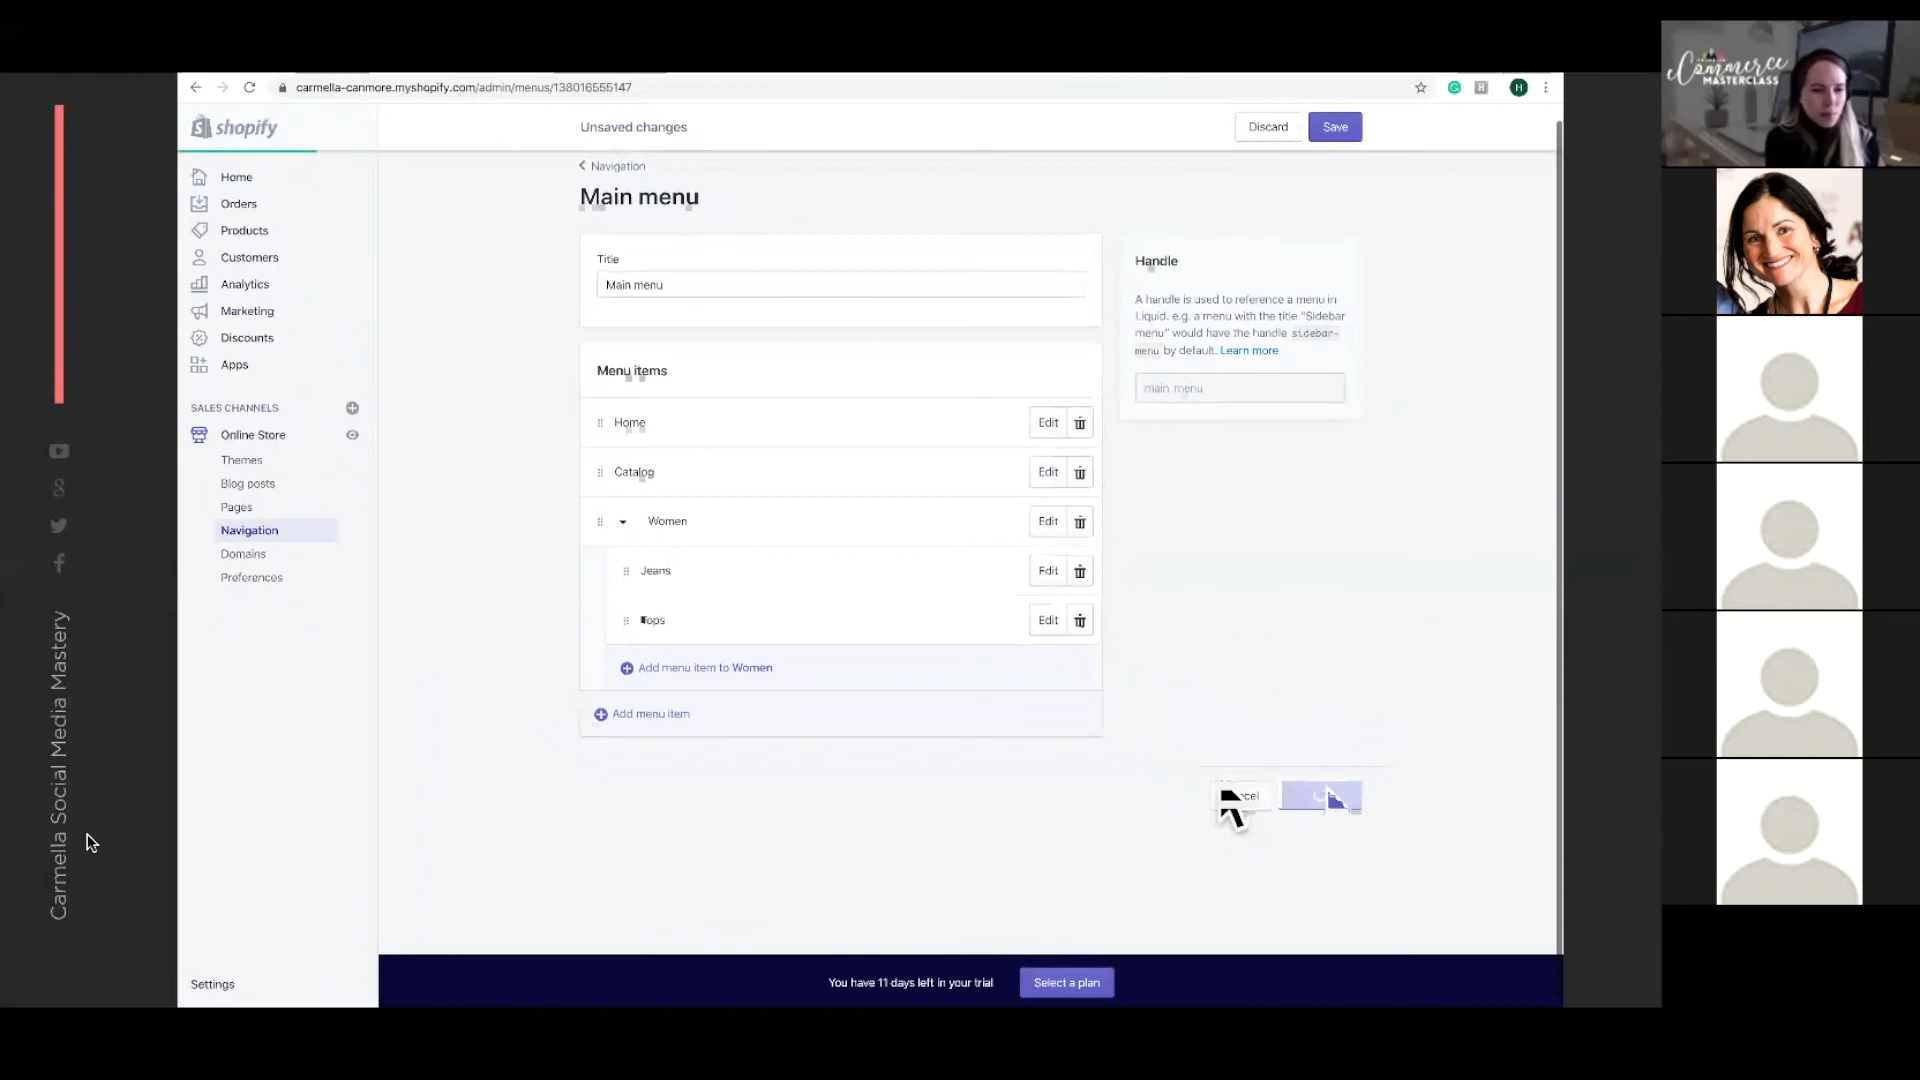 carmella-canmore.myshopify.com/admin/menus/138016555147
shopify
Unsaved changes
Discard
Save
Home
Orders
Products
Customers
Analytics
Marketing
Discounts
Apps
SALES CHANNELS
Online Store
Themes
Blog posts
Pages
Navigation
Domains
Preferences
Settings
Navigation
Main menu
Title
Main menu
Menu items
Home
Edit
Catalog
Edit
Women
Edit
Jeans
Edit
Tops
Edit
Add menu item to Women
Add menu item
Handle
A handle is used to reference a menu in
Liquid. e.g. a menu with the title "Sidebar
menu" would have the handle sidebar-
menu by default. Learn more
main menu
You have 11 days left in your trial
Select a plan
Carmella Social Media Mastery
eCommerce
MASTERCLASS
H
H